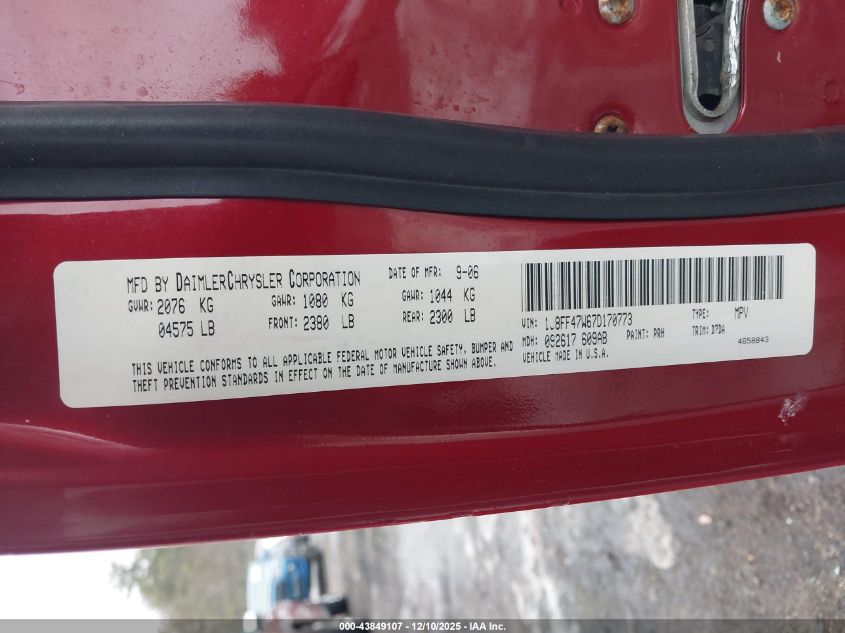 MFD BY DAIMLERCHRYSLER CORPORATION DATE OF MFR: 9-06
GVWR: 2076 KG GAWR: 1080 KG GAWR: 1044 KG
04575 LB FRONT: 2380 LB REAR: 2300 LB
THIS VEHICLE CONFORMS TO ALL APPLICABLE FEDERAL MOTOR VEHICLE SAFETY, BUMPER AND
THEFT PREVENTION STANDARDS IN EFFECT ON THE DATE OF MANUFACTURE SHOWN ABOVE.
VIN: 1J8FF47W67D170773 TYPE: MPV
MDH: 092617 609AB PAINT: PRH TRIM: D7DA
VEHICLE MADE IN U.S.A. 4658843
000-43849107 - 12/10/2025 - IAA Inc.